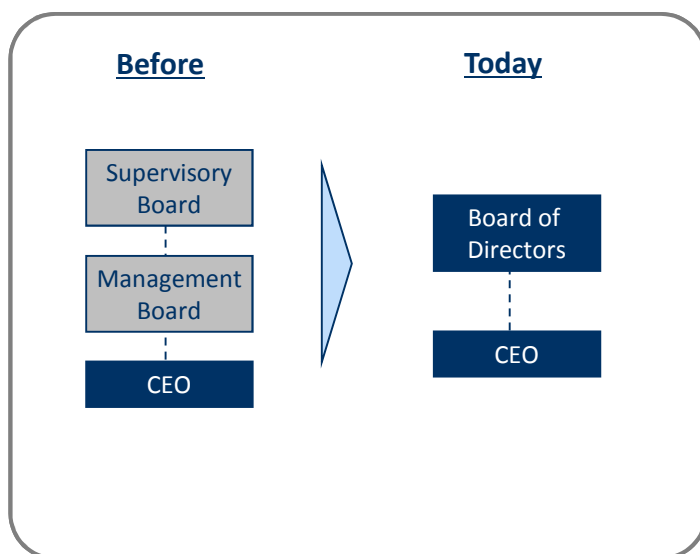 Before
Supervisory
Board
Management
Board
CEO
Today
Board of
Directors
CEO